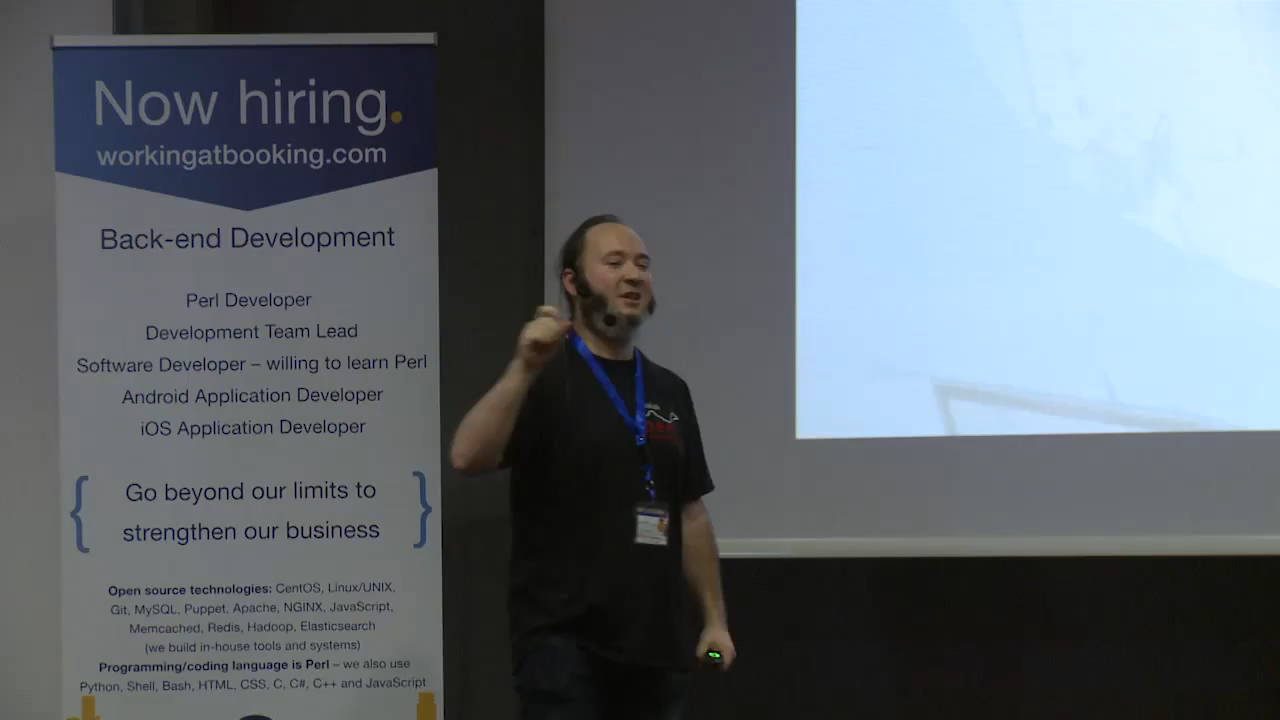 Now hiring.
workingatbooking.com
Back-end Development
Perl Developer
Development Team Lead
Software Developer – willing to learn Perl
Android Application Developer
iOS Application Developer
{ Go beyond our limits to
strengthen our business }
Open source technologies: CentOS, Linux/UNIX,
Git, MySQL, Puppet, Apache, NGINX, JavaScript,
Memcached, Redis, Hadoop, Elasticsearch
(we build in-house tools and systems)
Programming/coding language is Perl – we also use
Python, Shell, Bash, HTML, CSS, C, C#, C++ and JavaScript